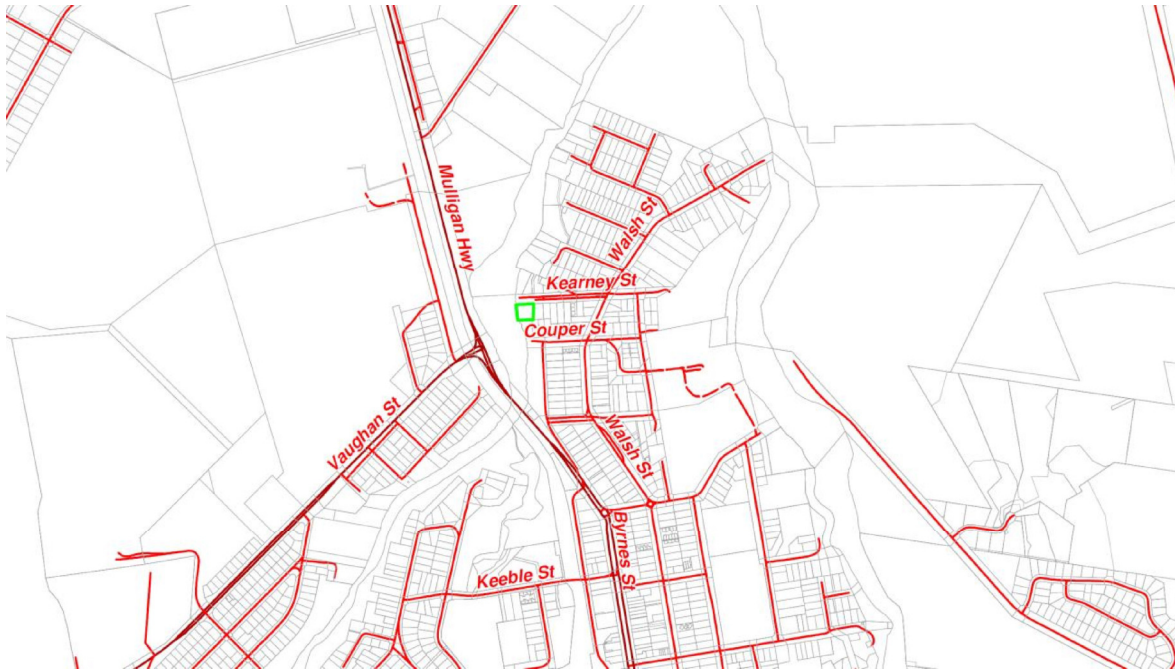 Mulligan Hwy
Walsh St
Kearney St
Couper St
Vaughan St
Walsh St
Byrnes St
Keeble St